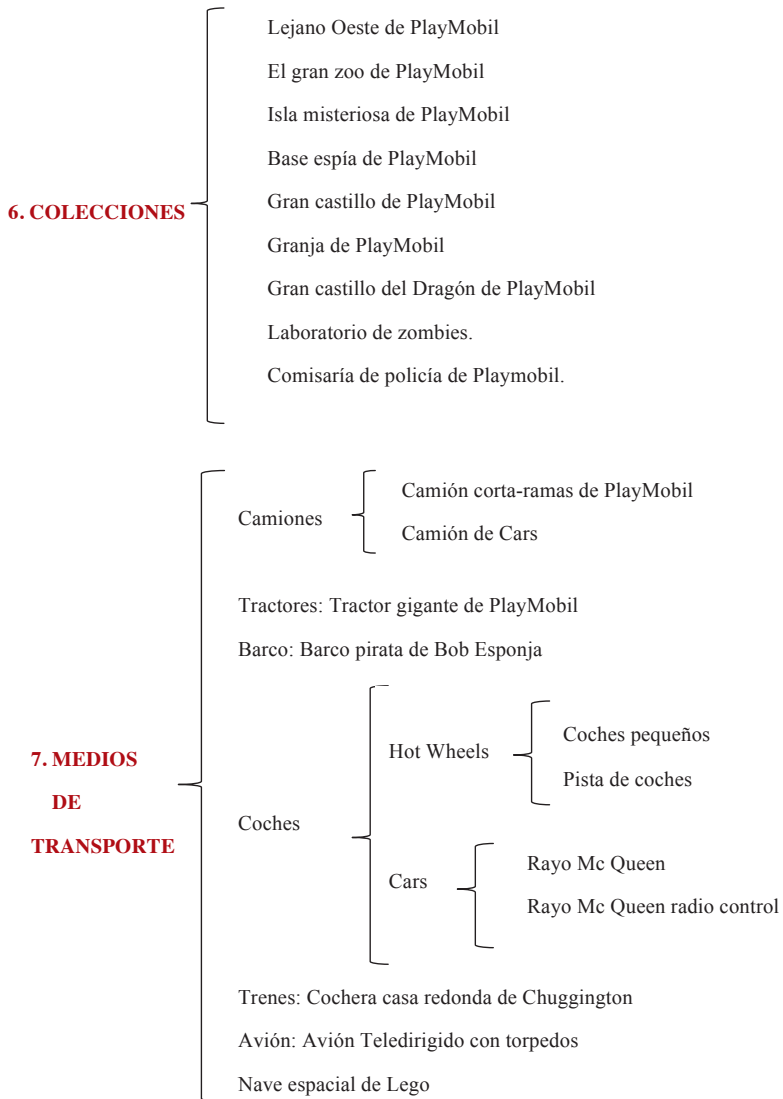 Lejano Oeste de PlayMobil
El gran zoo de PlayMobil
Isla misteriosa de PlayMobil
Base espía de PlayMobil
6. COLECCIONES
Gran castillo de PlayMobil
Granja de PlayMobil
Gran castillo del Dragón de PlayMobil
Laboratorio de zombies.
Comisaría de policía de Playmobil.
Camiones
Camión corta-ramas de PlayMobil
Camión de Cars
Tractores: Tractor gigante de PlayMobil
Barco: Barco pirata de Bob Esponja
7. MEDIOS
DE
TRANSPORTE
Coches
Hot Wheels
Coches pequeños
Pista de coches
Cars
Rayo Mc Queen
Rayo Mc Queen radio control
Trenes: Cochera casa redonda de Chuggington
Avión: Avión Teledirigido con torpedos
Nave espacial de Lego